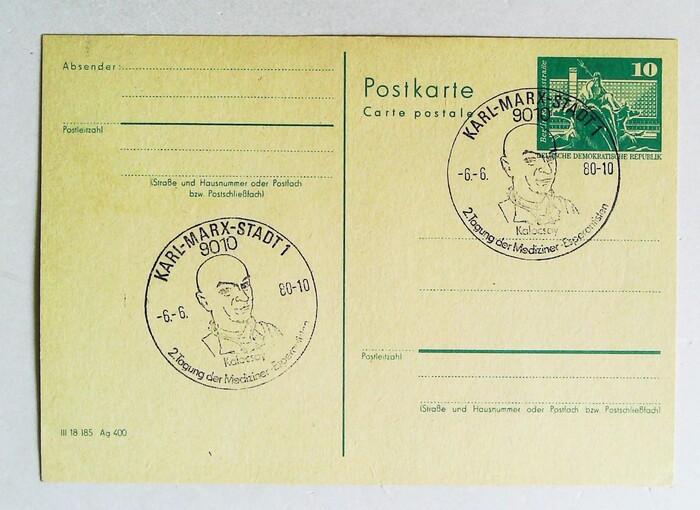 Absender:
Postleitzahl
(Straße und Hausnummer oder Postfach
bzw. Postschließfach)
KARL-MARX-STADT 1
9010
-6.-6. 80-10
Kalocsay
2. Tagung der Mediziner-Esperantisten
III 18 185 Ag 400
Postkarte
Carte postale
10
DEUTSCHE DEMOKRATISCHE REPUBLIK
KARL-MARX-STADT 1
9010
-6.-6. 80-10
Kalocsay
2. Tagung der Mediziner-Esperantisten
Postleitzahl
(Straße und Hausnummer oder Postfach bzw. Postschließfach)